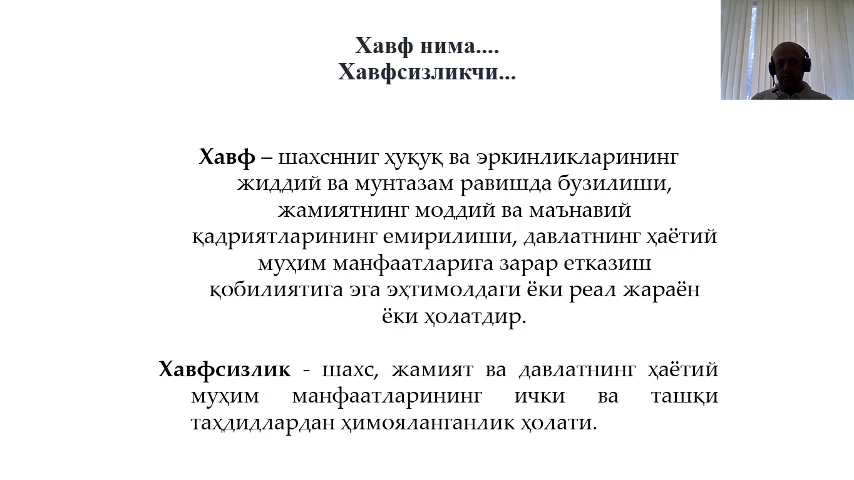 Хавф нима....
Хавфсизликчи...
Хавф – шахснниг ҳуқуқ ва эркинликларининг
жиддий ва мунтазам равишда бузилиши,
жамиятнинг моддий ва маънавий
қадриятларининг емирилиши, давлатнинг ҳаётий
муҳим манфаатларига зарар етказиш
қобилиятига эга эҳтимолдаги ёки реал жараён
ёки ҳолатдир.
Хавфсизлик - шахс, жамият ва давлатнинг ҳаётий
муҳим манфаатларининг ички ва ташқи
таҳдидлардан ҳимояланганлик ҳолати.